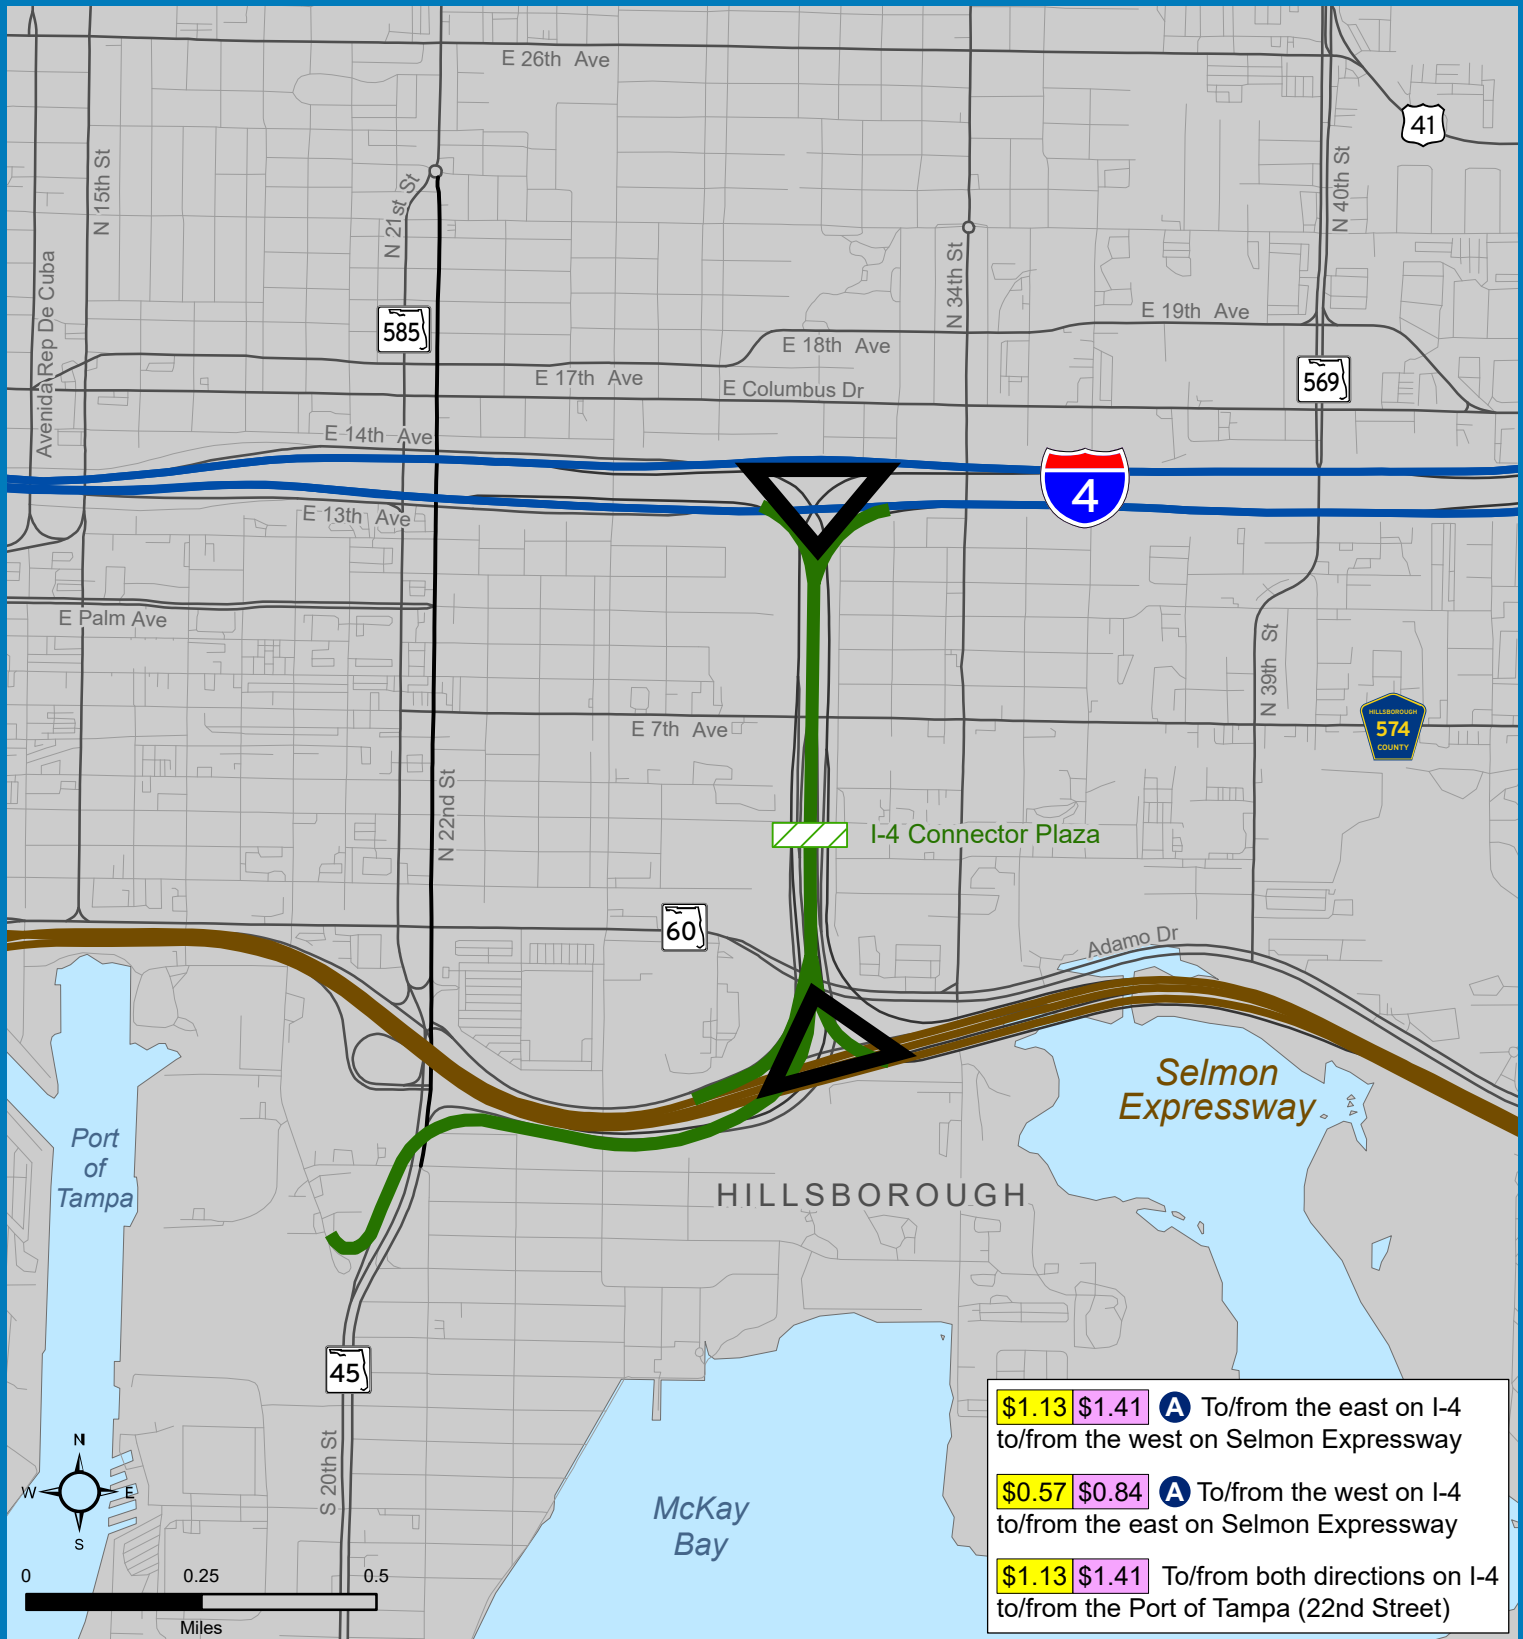 E 26th Ave
41
N 15th St
N 21st St
N 40th St
N 34th St
Avenida Rep De Cuba
585
E 19th Ave
E 18th Ave
E 17th Ave
E Columbus Dr
569
E 14th Ave
4
E 13th Ave
E Palm Ave
N 39th St
HILLSBOROUGH
574
COUNTY
E 7th Ave
N 22nd St
I-4 Connector Plaza
60
Adamo Dr
Selmon
Expressway
Port
of
Tampa
HILLSBOROUGH
45
S 20th St
McKay
Bay
N
W
E
S
0 0.25 0.5
Miles
$1.13 $1.41 A To/from the east on I-4
to/from the west on Selmon Expressway
$0.57 $0.84 A To/from the west on I-4
to/from the east on Selmon Expressway
$1.13 $1.41 To/from both directions on I-4
to/from the Port of Tampa (22nd Street)